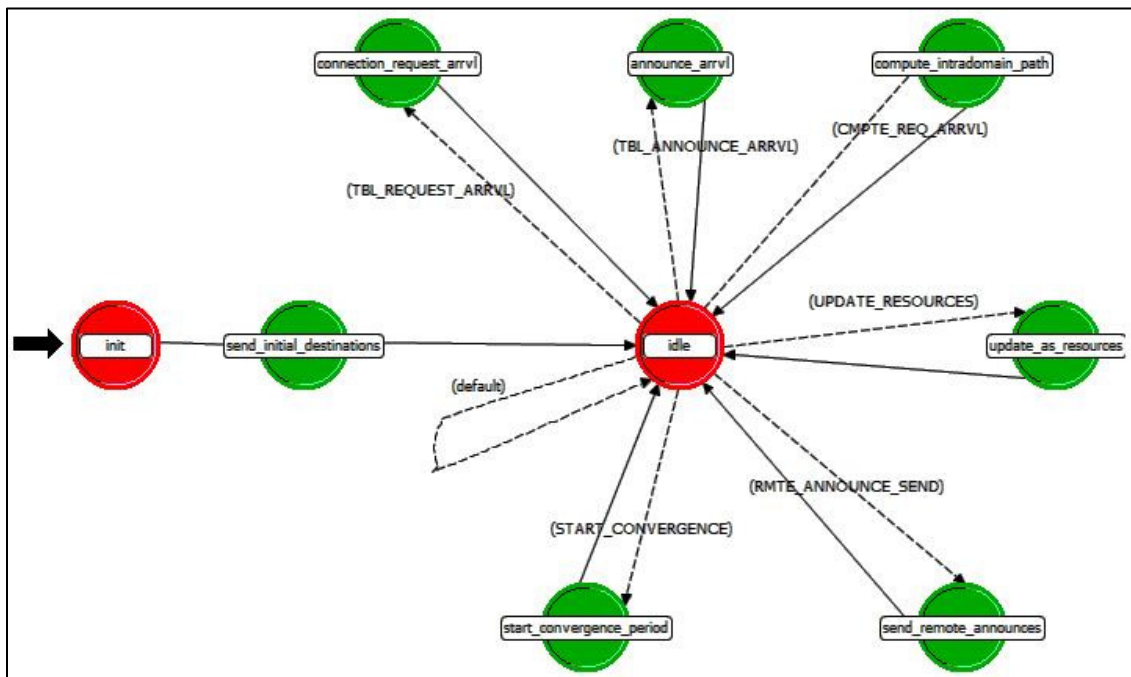 connection_request_arrvl
announce_arrvl
compute_intradomain_path
(CMPTE_REQ_ARRVL)
(TBL_ANNOUNCE_ARRVL)
(TBL_REQUEST_ARRVL)
(UPDATE_RESOURCES)
init
send_initial_destinations
idle
update_as_resources
(default)
(RMTE_ANNOUNCE_SEND)
(START_CONVERGENCE)
start_convergence_period
send_remote_announces